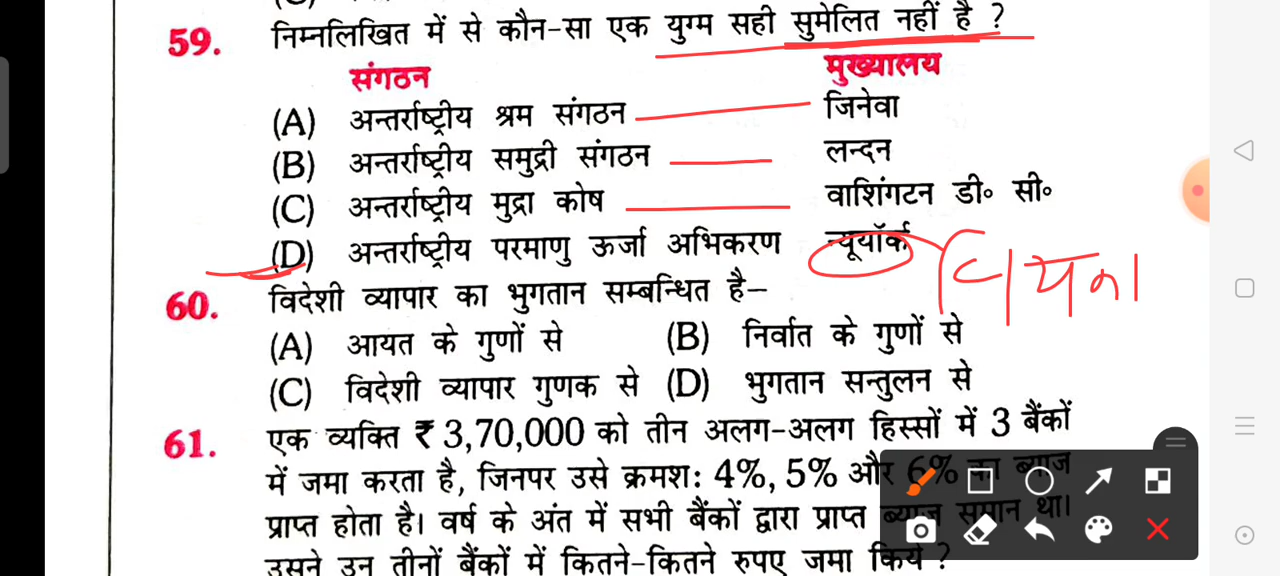 59. निम्नलिखित में से कौन-सा एक युग्म सही सुमेलित नहीं है ?
संगठन मुख्यालय
(A) अन्तर्राष्ट्रीय श्रम संगठन जिनेवा
(B) अन्तर्राष्ट्रीय समुद्री संगठन लन्दन
(C) अन्तर्राष्ट्रीय मुद्रा कोष वाशिंगटन डी० सी०
(D) अन्तर्राष्ट्रीय परमाणु ऊर्जा अभिकरण न्यूयॉर्क वियना
60. विदेशी व्यापार का भुगतान सम्बन्धित है–
(A) आयत के गुणों से (B) निर्वात के गुणों से
(C) विदेशी व्यापार गुणक से (D) भुगतान सन्तुलन से
61. एक व्यक्ति ₹ 3,70,000 को तीन अलग-अलग हिस्सों में 3 बैंकों
में जमा करता है, जिनपर उसे क्रमश: 4%, 5% और 6% का ब्याज
प्राप्त होता है। वर्ष के अंत में सभी बैंकों द्वारा प्राप्त ब्याज समान था।
उसने उन तीनों बैंकों में कितने-कितने रुपए जमा किये ?